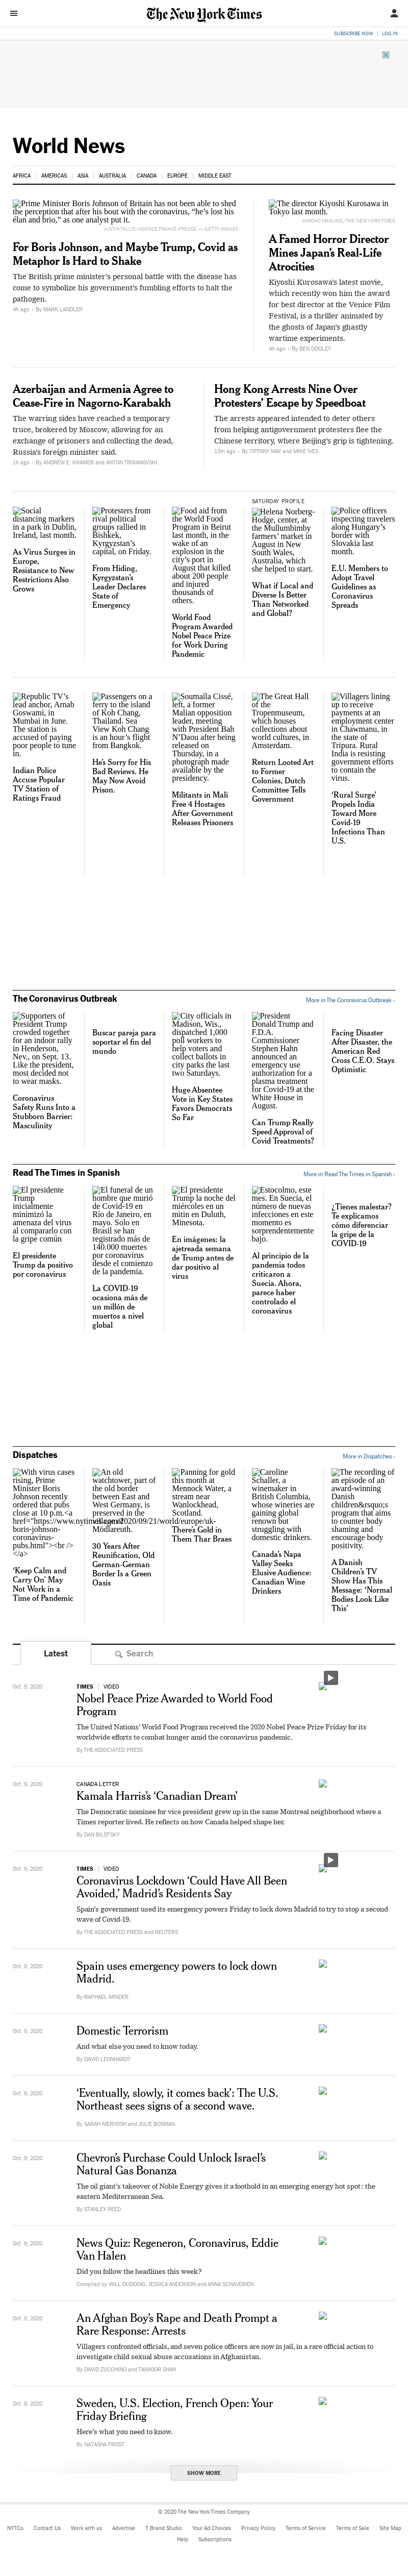 The New York Times
SUBSCRIBE NOW | LOG IN
World News
AFRICA | AMERICAS | ASIA | AUSTRALIA | CANADA | EUROPE | MIDDLE EAST
Prime Minister Boris Johnson of Britain has not been able to shed
the perception that after his bout with the coronavirus, “he’s lost his
élan and brio,” as one analyst put it.
JUSTIN TALLIS/AGENCE FRANCE-PRESSE — GETTY IMAGES
For Boris Johnson, and Maybe Trump, Covid as
Metaphor Is Hard to Shake
The British prime minister’s personal battle with the disease has
come to symbolize his government’s fumbling efforts to halt the
pathogen.
4h ago · By MARK LANDLER
The director Kiyoshi Kurosawa in
Tokyo last month.
HIROKO MASUIKE/THE NEW YORK TIMES
A Famed Horror Director
Mines Japan’s Real-Life
Atrocities
Kiyoshi Kurosawa’s latest movie,
which recently won him the award
for best director at the Venice Film
Festival, is a thriller animated by
the ghosts of Japan’s ghastly
wartime experiments.
4h ago · By BEN DOOLEY
Azerbaijan and Armenia Agree to
Cease-Fire in Nagorno-Karabakh
The warring sides have reached a temporary
truce, brokered by Moscow, allowing for an
exchange of prisoners and collecting the dead,
Russia’s foreign minister said.
1h ago · By ANDREW E. KRAMER and ANTON TROIANOVSKI
Hong Kong Arrests Nine Over
Protesters’ Escape by Speedboat
The arrests appeared intended to deter others
from helping antigovernment protesters flee the
Chinese territory, where Beijing’s grip is tightening.
13m ago · By TIFFANY MAY and MIKE IVES
Social
distancing markers
in a park in Dublin,
Ireland, last month.
As Virus Surges in
Europe,
Resistance to New
Restrictions Also
Grows
Protesters from
rival political
groups rallied in
Bishkek,
Kyrgyzstan’s
capital, on Friday.
From Hiding,
Kyrgyzstan’s
Leader Declares
State of
Emergency
Food aid from
the World Food
Program in Beirut
last month, in the
wake of an
explosion in the
city’s port in
August that killed
about 200 people
and injured
thousands of
others.
World Food
Program Awarded
Nobel Peace Prize
for Work During
Pandemic
SATURDAY PROFILE
Helena Norberg-
Hodge, center, at
the Mullumbimby
farmers’ market in
August in New
South Wales,
Australia, which
she helped to start.
What if Local and
Diverse Is Better
Than Networked
and Global?
Police officers
inspecting travelers
along Hungary’s
border with
Slovakia last
month.
E.U. Members to
Adopt Travel
Guidelines as
Coronavirus
Spreads
Republic TV’s
lead anchor, Arnab
Goswami, in
Mumbai in June.
The station is
accused of paying
poor people to tune
in.
Indian Police
Accuse Popular
TV Station of
Ratings Fraud
Passengers on a
ferry to the island
of Koh Chang,
Thailand. Sea
View Koh Chang
is an hour’s flight
from Bangkok.
He’s Sorry for His
Bad Reviews. He
May Now Avoid
Prison.
Soumaïla Cissé,
left, a former
Malian opposition
leader, meeting
with President Bah
N’Daou after being
released on
Thursday, in a
photograph made
available by the
presidency.
Militants in Mali
Free 4 Hostages
After Government
Releases Prisoners
The Great Hall
of the
Tropenmuseum,
which houses
collections about
world cultures, in
Amsterdam.
Return Looted Art
to Former
Colonies, Dutch
Committee Tells
Government
Villagers lining
up to receive
payments at an
employment center
in Chawmanu, in
the state of
Tripura. Rural
India is resisting
government efforts
to contain the
virus.
‘Rural Surge’
Propels India
Toward More
Covid-19
Infections Than
U.S.
The Coronavirus Outbreak
More in The Coronavirus Outbreak ›
Supporters of
President Trump
crowded together
for an indoor rally
in Henderson,
Nev., on Sept. 13.
Like the president,
most decided not
to wear masks.
Coronavirus
Safety Runs Into a
Stubborn Barrier:
Masculinity
Buscar pareja para
soportar el fin del
mundo
City officials in
Madison, Wis.,
dispatched 1,000
poll workers to
help voters and
collect ballots in
city parks the last
two Saturdays.
Huge Absentee
Vote in Key States
Favors Democrats
So Far
President
Donald Trump and
F.D.A.
Commissioner
Stephen Hahn
announced an
emergency use
authorization for a
plasma treatment
for Covid-19 at the
White House in
August.
Can Trump Really
Speed Approval of
Covid Treatments?
Facing Disaster
After Disaster, the
American Red
Cross C.E.O. Stays
Optimistic
Read The Times in Spanish
More in Read The Times in Spanish ›
El presidente
Trump
inicialmente
minimizó la
amenaza del virus
al compararlo con
la gripe común
El presidente
Trump da positivo
por coronavirus
El funeral de un
hombre que murió
de Covid-19 en
Río de Janeiro, en
mayo. Solo en
Brasil se han
registrado más de
140.000 muertes
por coronavirus
desde el comienzo
de la pandemia.
La COVID-19
ocasiona más de
un millón de
muertos a nivel
global
El presidente
Trump la noche del
miércoles en un
mitin en Duluth,
Minesota.
En imágenes: la
ajetreada semana
de Trump antes de
dar positivo al
virus
Estocolmo, este
mes. En Suecia, el
número de nuevas
infecciones en este
momento es
sorprendentemente
bajo.
Al principio de la
pandemia todos
criticaron a
Suecia. Ahora,
parece haber
controlado el
coronavirus
¿Tienes malestar?
Te explicamos
cómo diferenciar
la gripe de la
COVID-19
Dispatches
More in Dispatches ›
With virus cases
rising, Prime
Minister Boris
Johnson recently
ordered that pubs
close at 10 p.m.<a
href="https://www.nytimes.com/2020/09/21/world/europe/uk-
boris-johnson-
coronavirus-
pubs.html"><br />
</a>
‘Keep Calm and
Carry On’ May
Not Work in a
Time of Pandemic
An old
watchtower, part of
the old border
between East and
West Germany, is
preserved in the
Mödlareuth.
30 Years After
Reunification, Old
German-German
Border Is a Green
Oasis
Panning for gold
this month at
Mennock Water, a
stream near
Wanlockhead,
Scotland.
There’s Gold in
Them Thar Braes
Caroline
Schaller, a
winemaker in
British Columbia,
whose wineries are
gaining global
renown but
struggling with
domestic drinkers.
Canada’s Napa
Valley Seeks
Elusive Audience:
Canadian Wine
Drinkers
The recording of
an episode of an
award-winning
Danish
children&rsquo;s
program that aims
to counter body
shaming and
encourage body
positivity.
A Danish
Children’s TV
Show Has This
Message: ‘Normal
Bodies Look Like
This’
Latest
Search
Oct. 9, 2020
TIMES | VIDEO
Nobel Peace Prize Awarded to World Food
Program
The United Nations’ World Food Program received the 2020 Nobel Peace Prize Friday for its
worldwide efforts to combat hunger amid the coronavirus pandemic.
By THE ASSOCIATED PRESS
Oct. 9, 2020
CANADA LETTER
Kamala Harris’s ‘Canadian Dream’
The Democratic nominee for vice president grew up in the same Montreal neighborhood where a
Times reporter lived. He reflects on how Canada helped shape her.
By DAN BILEFSKY
Oct. 9, 2020
TIMES | VIDEO
Coronavirus Lockdown ‘Could Have All Been
Avoided,’ Madrid’s Residents Say
Spain’s government used its emergency powers Friday to lock down Madrid to try to stop a second
wave of Covid-19.
By THE ASSOCIATED PRESS and REUTERS
Oct. 9, 2020
Spain uses emergency powers to lock down
Madrid.
By RAPHAEL MINDER
Oct. 9, 2020
Domestic Terrorism
And what else you need to know today.
By DAVID LEONHARDT
Oct. 9, 2020
‘Eventually, slowly, it comes back’: The U.S.
Northeast sees signs of a second wave.
By SARAH MERVOSH and JULIE BOSMAN
Oct. 9, 2020
Chevron’s Purchase Could Unlock Israel’s
Natural Gas Bonanza
The oil giant’s takeover of Noble Energy gives it a foothold in an emerging energy hot spot: the
eastern Mediterranean Sea.
By STANLEY REED
Oct. 9, 2020
News Quiz: Regeneron, Coronavirus, Eddie
Van Halen
Did you follow the headlines this week?
Compiled by WILL DUDDING, JESSICA ANDERSON and ANNA SCHAVERIEN
Oct. 9, 2020
An Afghan Boy’s Rape and Death Prompt a
Rare Response: Arrests
Villagers confronted officials, and seven police officers are now in jail, in a rare official action to
investigate child sexual abuse accusations in Afghanistan.
By DAVID ZUCCHINO and TAIMOOR SHAH
Oct. 8, 2020
Sweden, U.S. Election, French Open: Your
Friday Briefing
Here’s what you need to know.
By NATASHA FROST
SHOW MORE
© 2020 The New York Times Company
NYTCo Contact Us Work with us Advertise T Brand Studio Your Ad Choices Privacy Policy Terms of Service Terms of Sale Site Map
Help Subscriptions